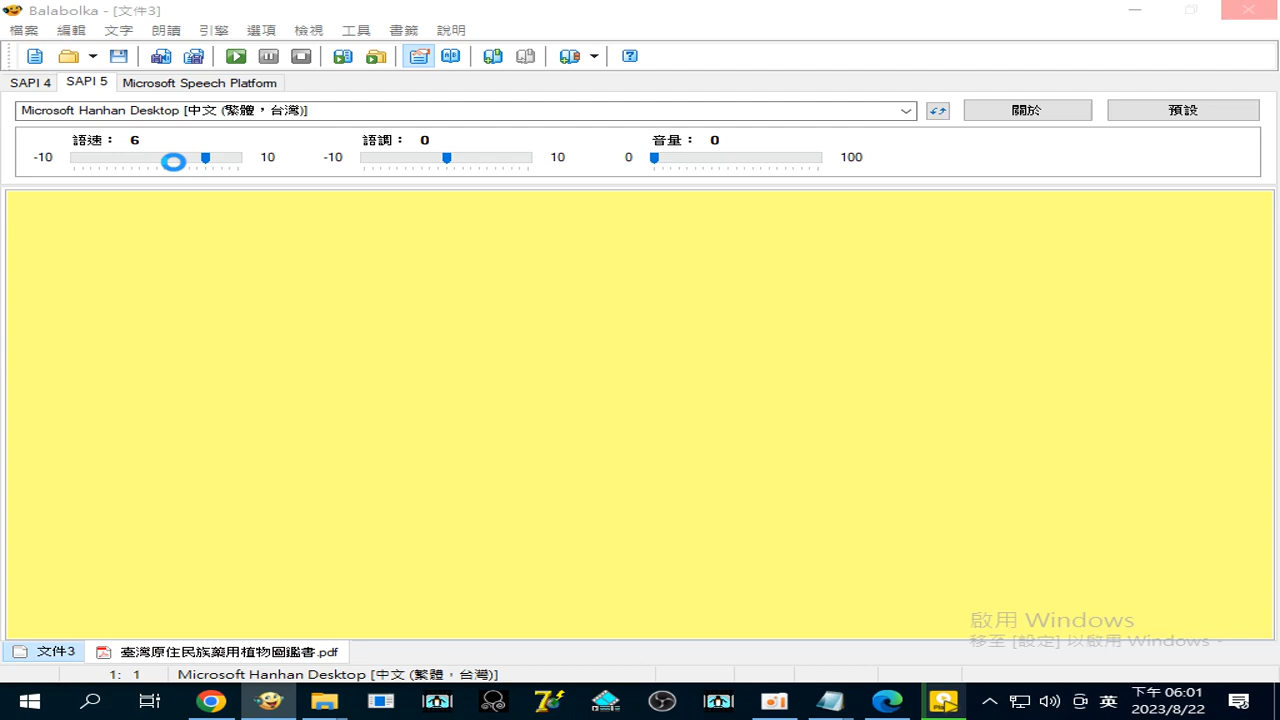 Balabolka - [文件3]
檔案 編輯 文字 朗讀 引擎 選項 檢視 工具 書籤 說明
SAPI 4 SAPI 5 Microsoft Speech Platform
Microsoft Hanhan Desktop [中文 (繁體，台灣)] 關於 預設
語速： 6 語調： 0 音量： 0
-10 10 -10 10 0 100
啟用 Windows
移至 [設定] 以啟用 Windows。
文件3 臺灣原住民族藥用植物圖鑑書.pdf
1: 1 Microsoft Hanhan Desktop [中文 (繁體，台灣)]
英 下午 06:01
2023/8/22